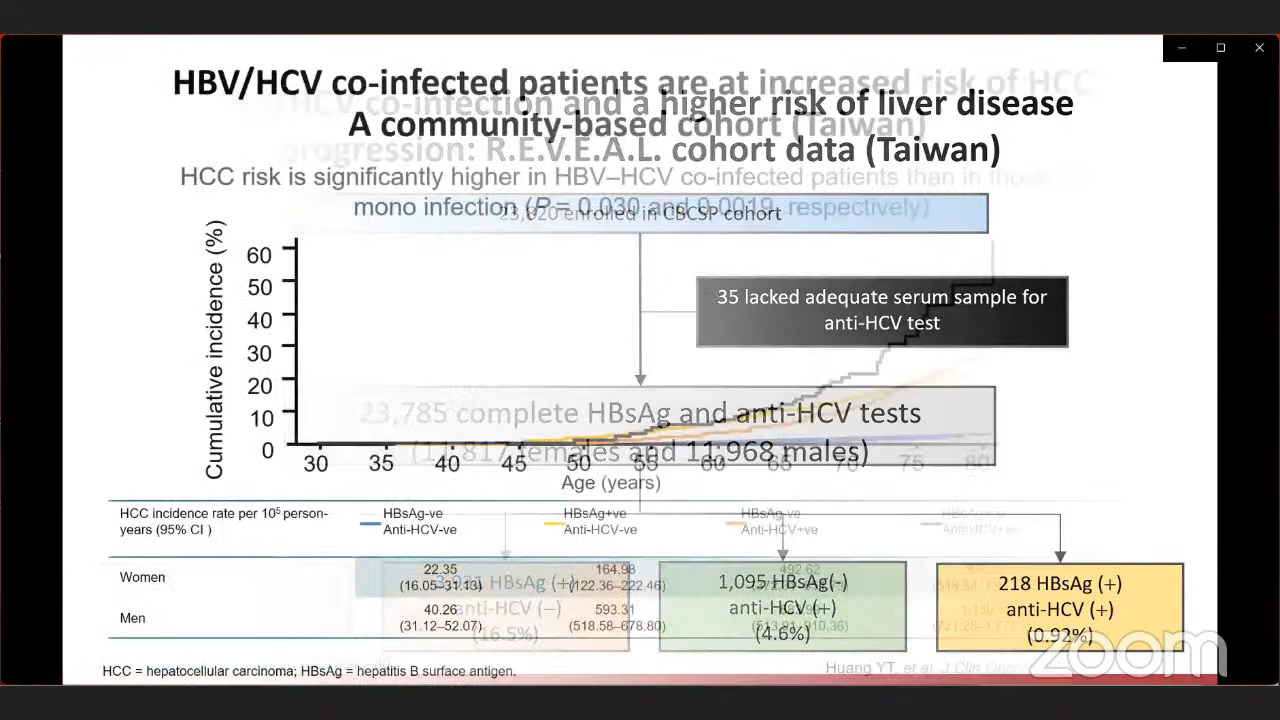 HBV/HCV co-infected patients are at increased risk of HCC
HCV co-infection and a higher risk of liver disease
A community-based cohort (Taiwan)
progression: R.E.V.E.A.L. cohort data (Taiwan)
HCC risk is significantly higher in HBV–HCV co-infected patients than in those
mono infection (P = 0.030 and 0.0019, respectively)
23,820 enrolled in CBCSP cohort
35 lacked adequate serum sample for
anti-HCV test
Cumulative incidence (%)
60
50
40
30
20
10
0
23,785 complete HBsAg and anti-HCV tests
(11,817 females and 11,968 males)
30 35 40 45 50 55 60 65 70 75 80
Age (years)
HCC incidence rate per 10⁵ person-
years (95% CI )
HBsAg-ve
Anti-HCV-ve
HBsAg+ve
Anti-HCV-ve
HBsAg-ve
Anti-HCV+ve
Women
22.35
(16.05–31.13)
164.98
(122.36–222.46)
492.62
Men
40.26
(31.12–52.07)
593.31
(518.58–678.80)
(513.91–910.36)
HBsAg (+)
anti-HCV (–)
(16.5%)
1,095 HBsAg(-)
anti-HCV (+)
(4.6%)
218 HBsAg (+)
anti-HCV (+)
(0.92%)
HCC = hepatocellular carcinoma; HBsAg = hepatitis B surface antigen.
Huang YT, et al. J Clin Oncol
zoom